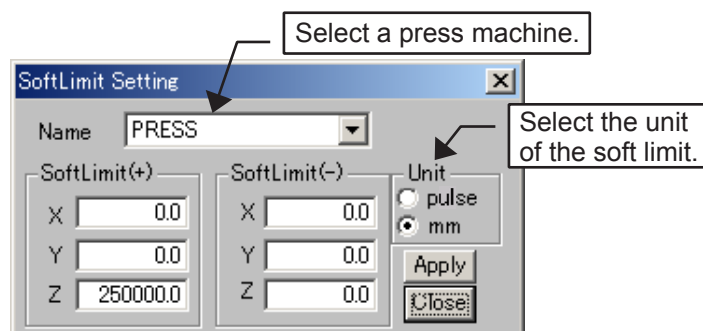 Select a press machine.
SoftLimit Setting
Name PRESS
Select the unit
of the soft limit.
SoftLimit(+) SoftLimit(-) Unit
X 0.0 X 0.0 pulse
mm
Y 0.0 Y 0.0 Apply
Z 250000.0 Z 0.0 Close